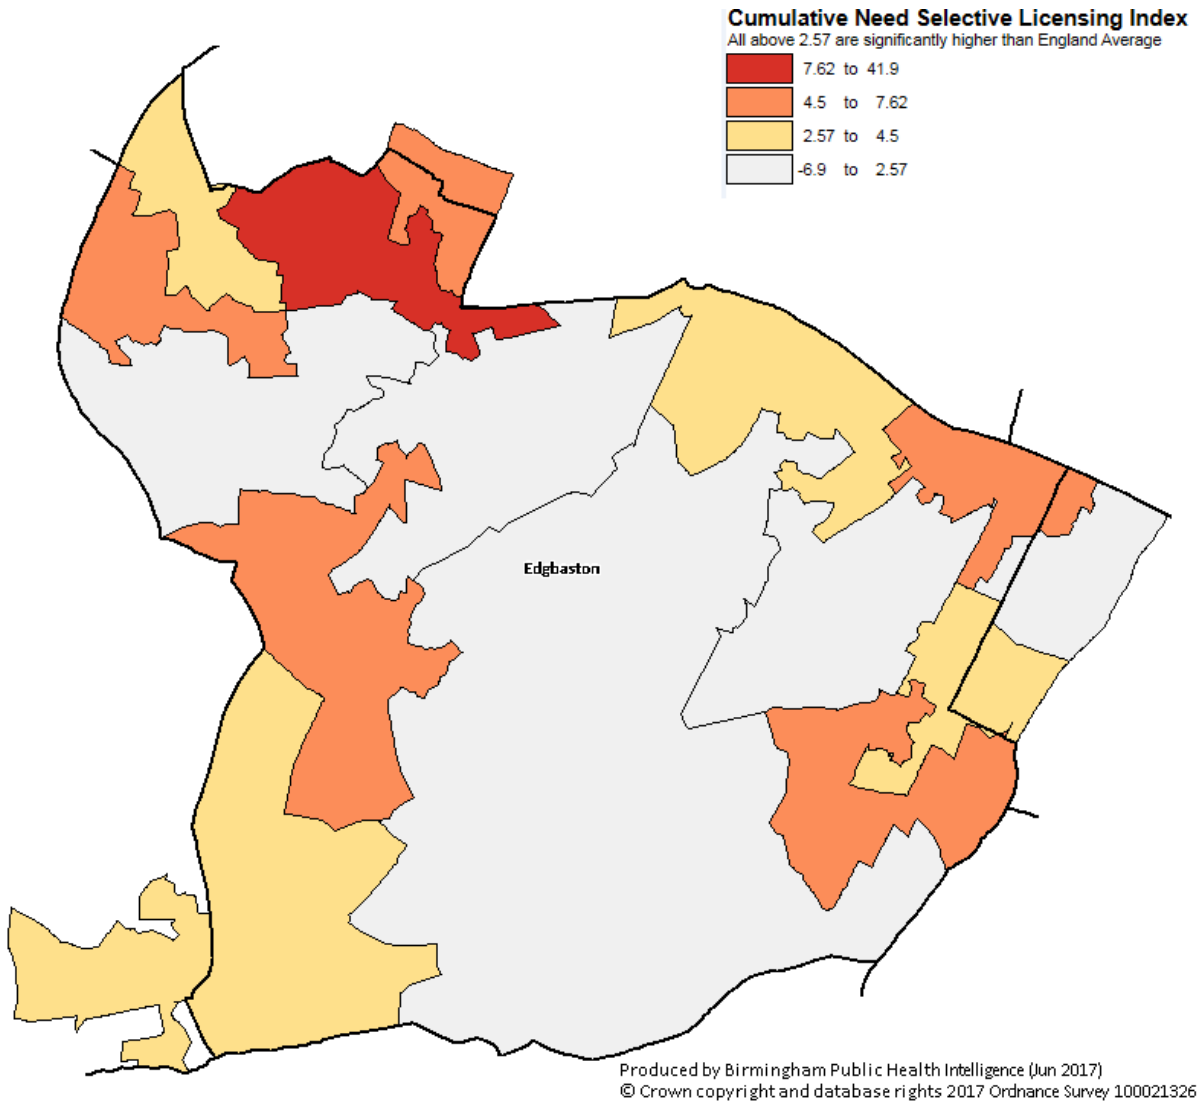 Cumulative Need Selective Licensing Index
All above 2.57 are significantly higher than England Average
7.62 to 41.9
4.5 to 7.62
2.57 to 4.5
-6.9 to 2.57
Edgbaston
Produced by Birmingham Public Health Intelligence (Jun 2017)
© Crown copyright and database rights 2017 Ordnance Survey 100021326